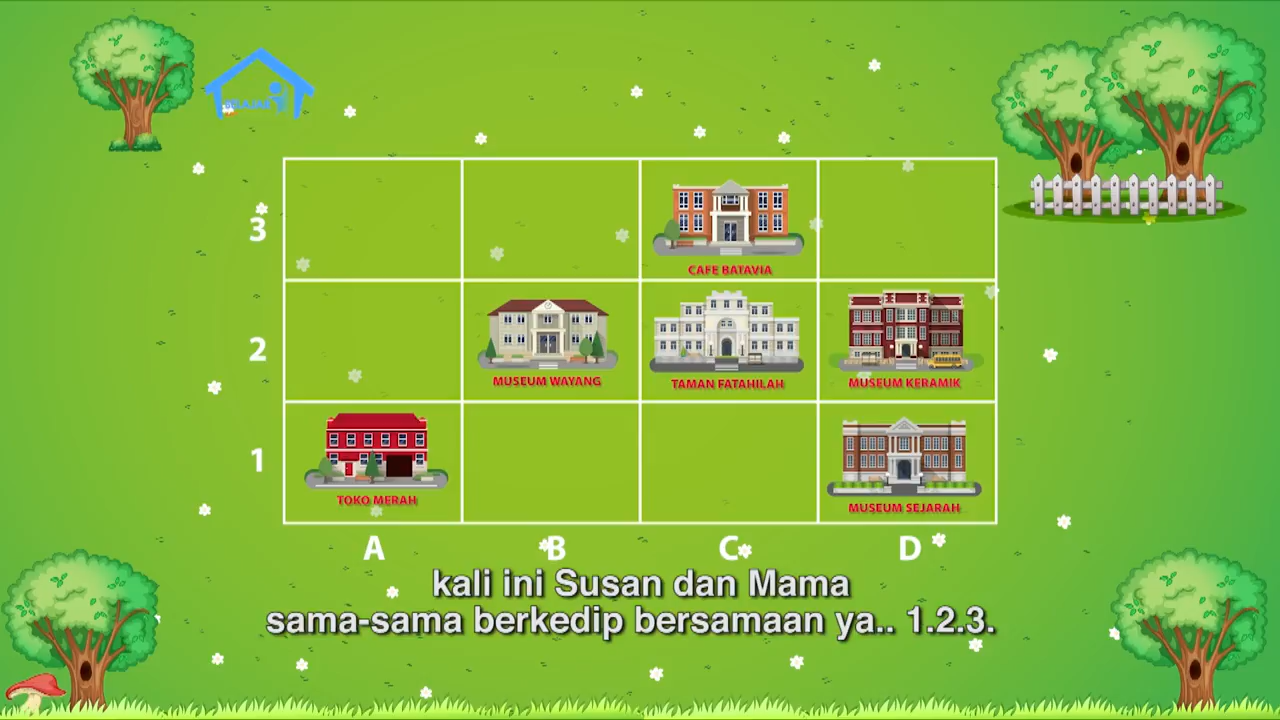 BELAJAR
3
CAFE BATAVIA
2
MUSEUM WAYANG
TAMAN FATAHILAH
MUSEUM KERAMIK
1
TOKO MERAH
MUSEUM SEJARAH
A B C D
kali ini Susan dan Mama
sama-sama berkedip bersamaan ya.. 1.2.3.